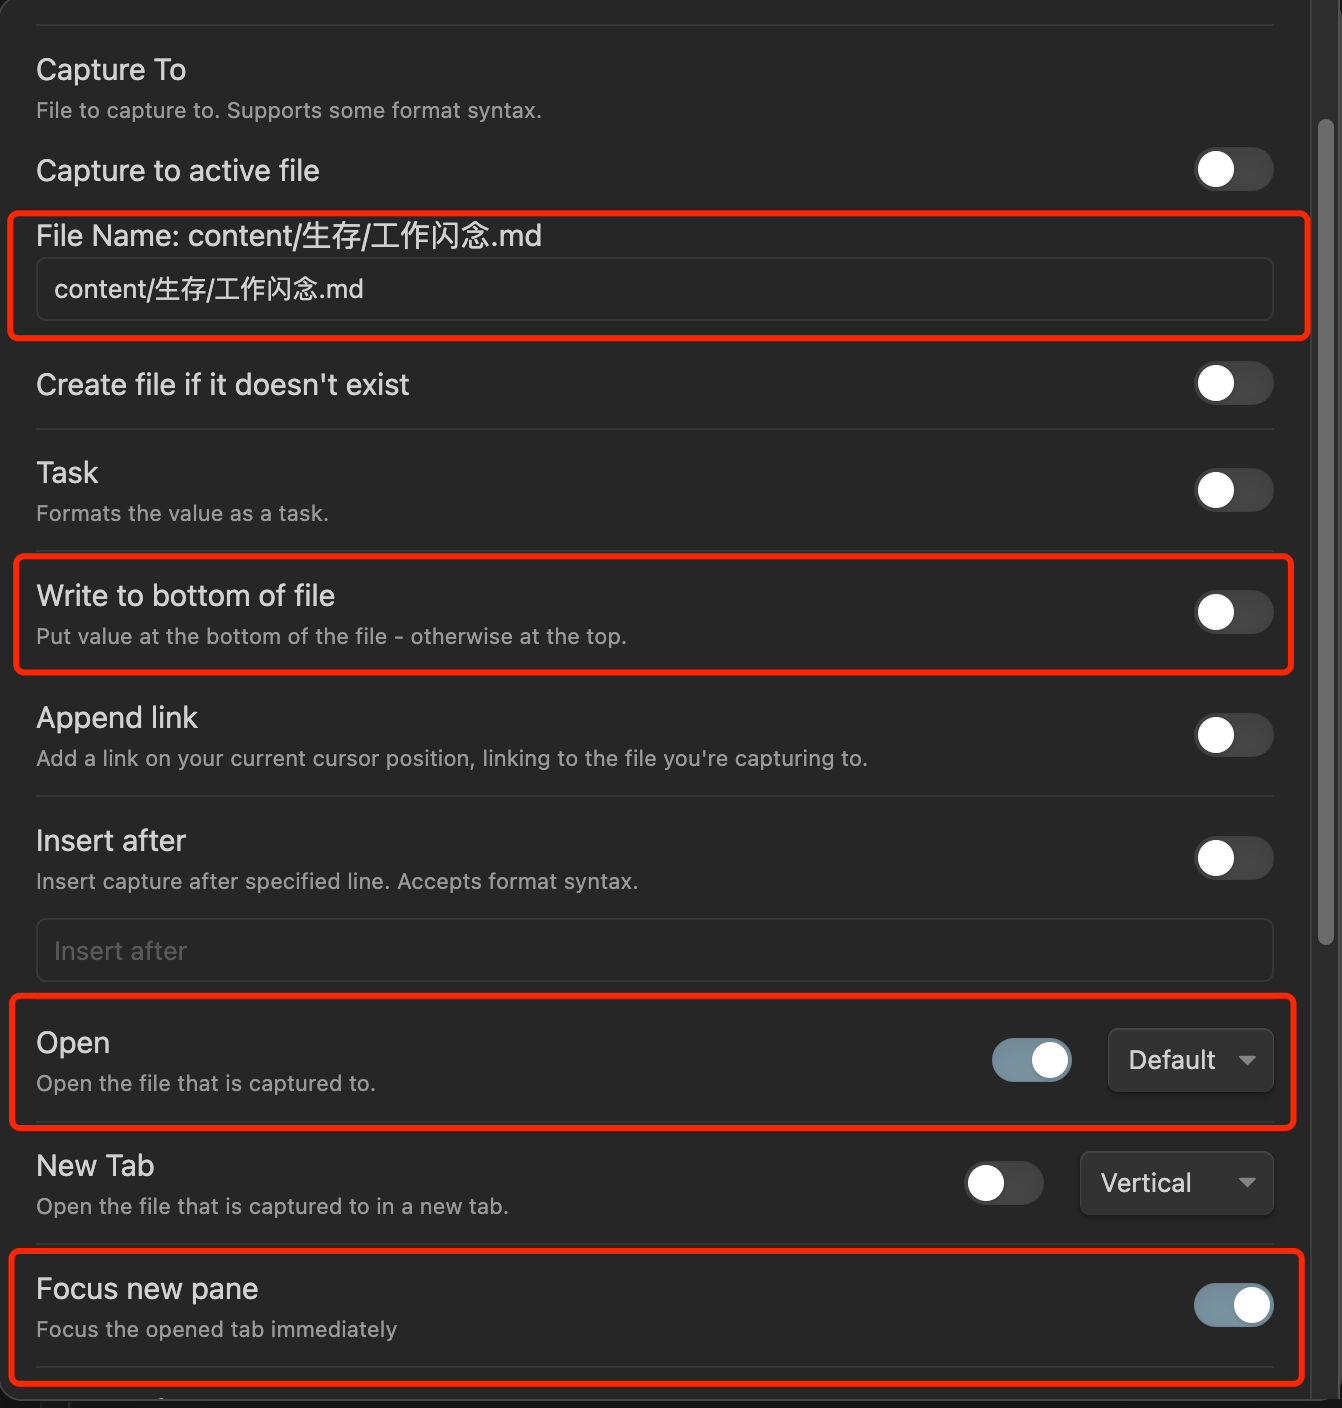 Capture To
File to capture to. Supports some format syntax.
Capture to active file
File Name: content/生存/工作闪念.md
content/生存/工作闪念.md
Create file if it doesn't exist
Task
Formats the value as a task.
Write to bottom of file
Put value at the bottom of the file - otherwise at the top.
Append link
Add a link on your current cursor position, linking to the file you're capturing to.
Insert after
Insert capture after specified line. Accepts format syntax.
Insert after
Open
Default
Open the file that is captured to.
New Tab
Vertical
Open the file that is captured to in a new tab.
Focus new pane
Focus the opened tab immediately